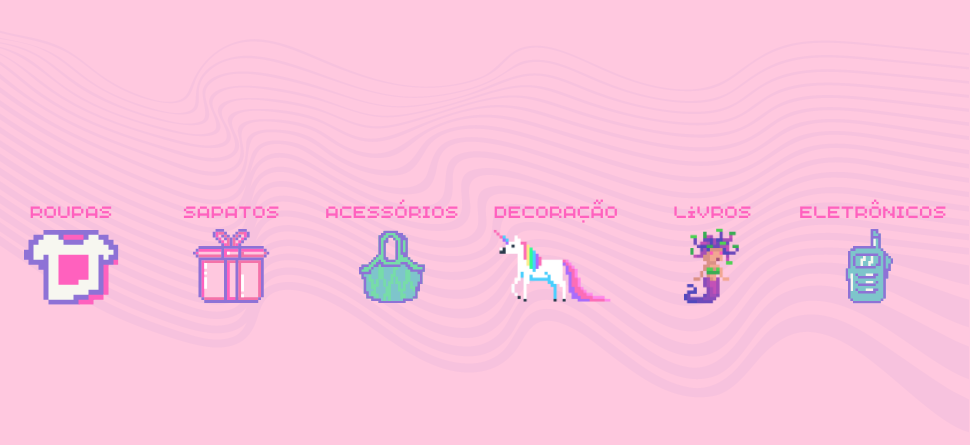 ROUPAS
SAPATOS
ACESSÓRIOS
DECORAÇÃO
LiVROS
ELETRÔNICOS